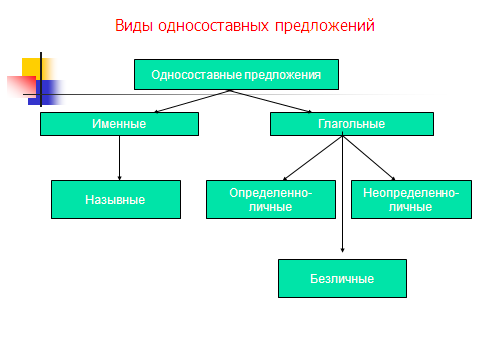 Виды односоставных предложений
Односоставные предложения
Именные
Глагольные
Назывные
Определенно-
личные
Неопределенно-
личные
Безличные